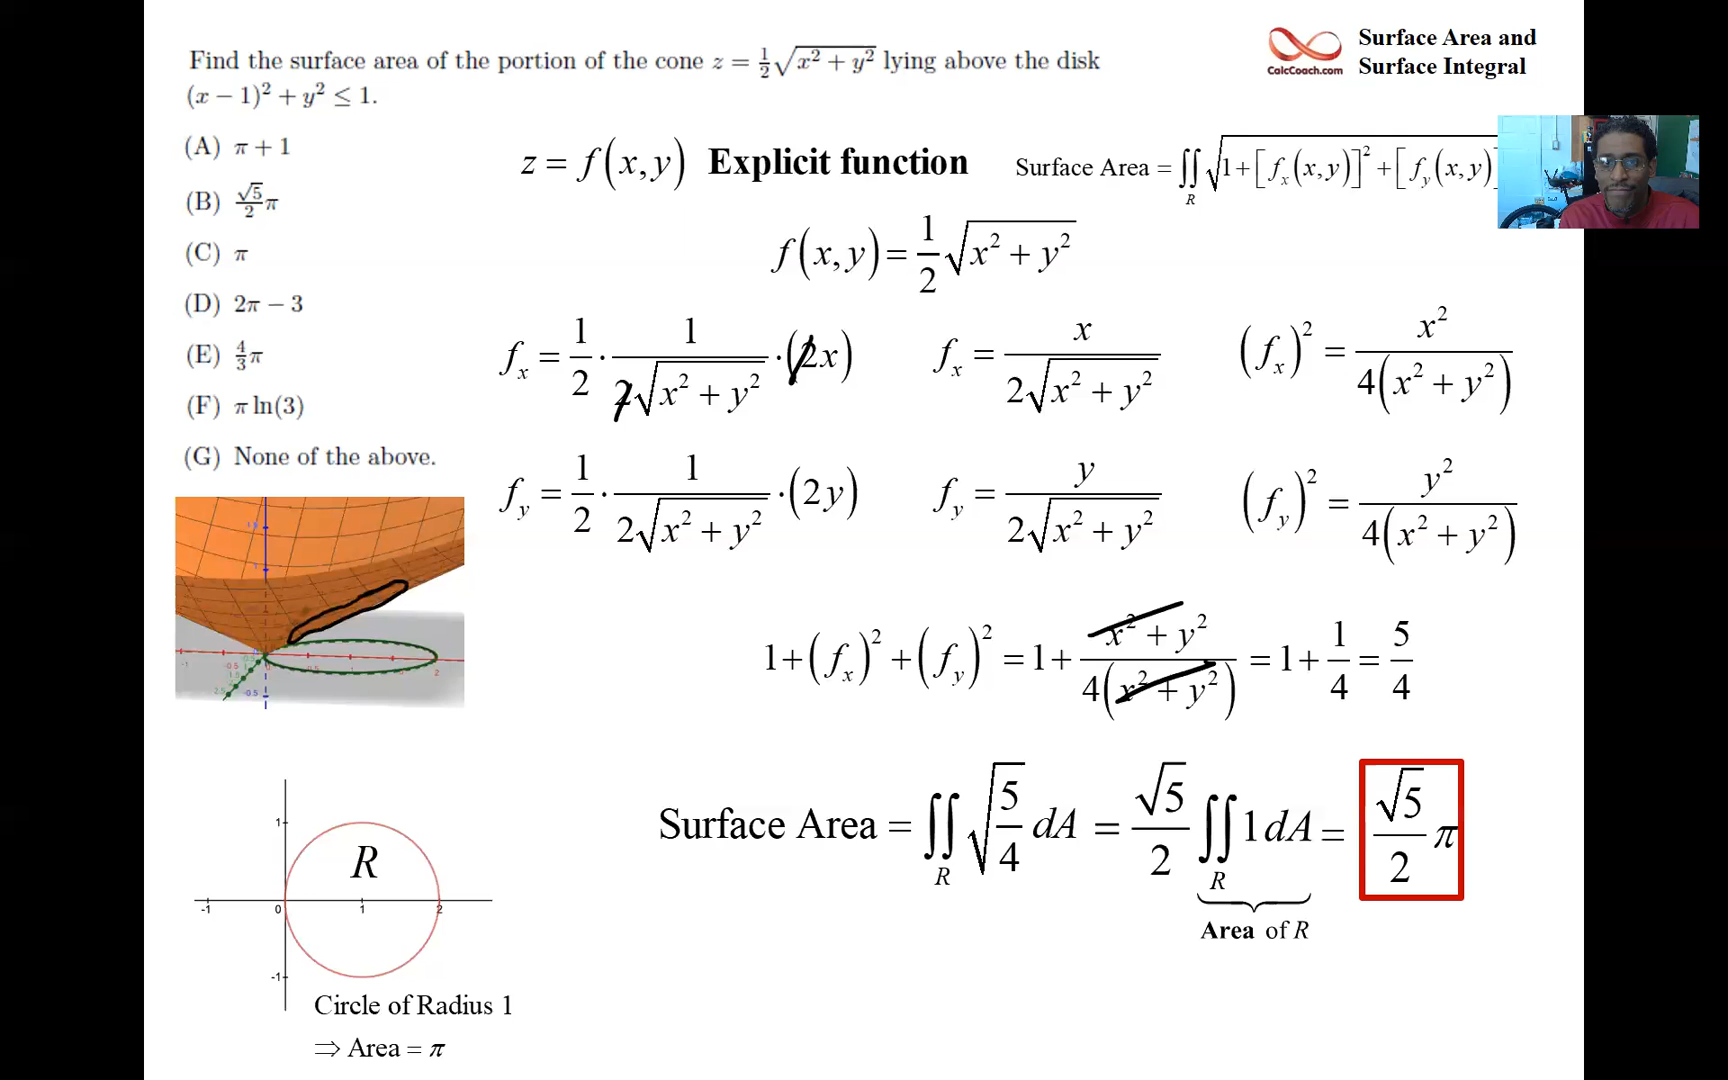 Find the surface area of the portion of the cone z = ½√(x² + y²) lying above the disk
(x − 1)² + y² ≤ 1.
CalcCoach.com
Surface Area and
Surface Integral
(A) π + 1
(B) √5/2 π
(C) π
(D) 2π − 3
(E) 4/3 π
(F) π ln(3)
(G) None of the above.
z = f(x,y) Explicit function
Surface Area = ∬_R √1+[f_x(x,y)]²+[f_y(x,y)
f(x,y) = 1/2 √(x² + y²)
f_x = 1/2 · 1/(2√(x² + y²)) · (2x)
f_x = x/(2√(x² + y²))
(f_x)² = x²/(4(x² + y²))
f_y = 1/2 · 1/(2√(x² + y²)) · (2y)
f_y = y/(2√(x² + y²))
(f_y)² = y²/(4(x² + y²))
1+(f_x)²+(f_y)² = 1+ (x² + y²)/(4(x² + y²)) = 1+ 1/4 = 5/4
Surface Area = ∬_R √(5/4) dA = √5/2 ∬_R 1dA = √5/2 π
Area of R
R
1
-1
0
1
2
-1
Circle of Radius 1
⇒ Area = π